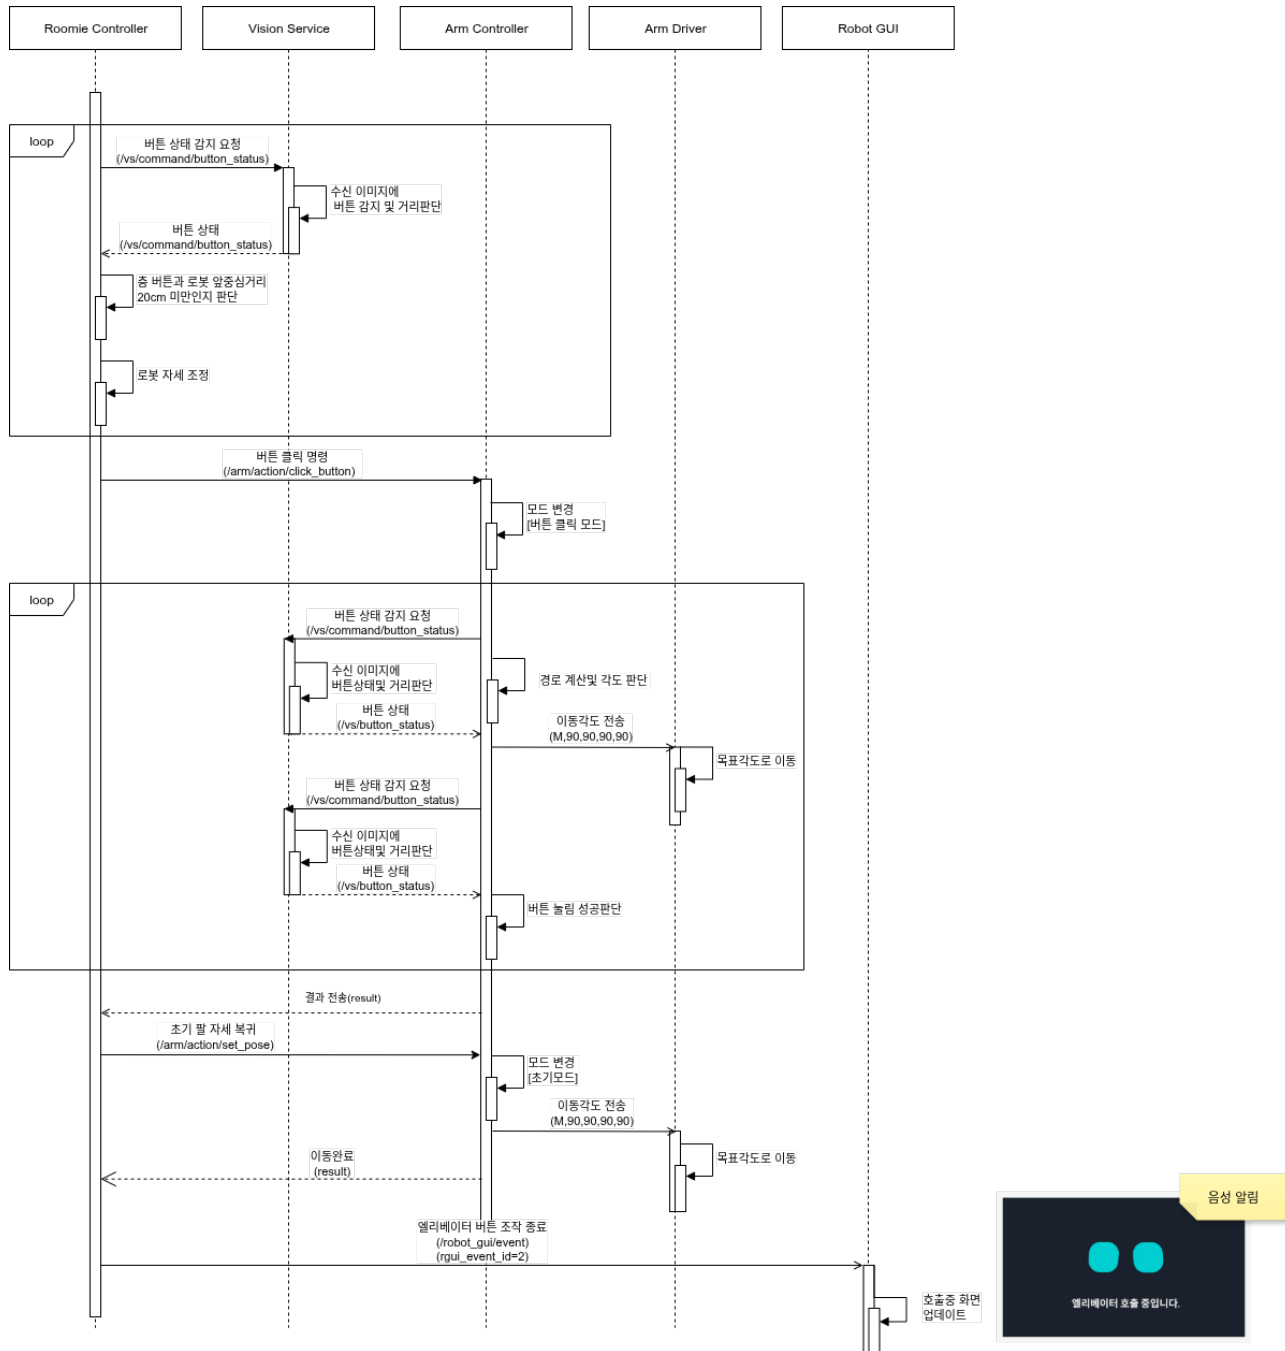 Roomie Controller
Vision Service
Arm Controller
Arm Driver
Robot GUI
loop
버튼 상태 감지 요청
(/vs/command/button_status)
수신 이미지에
버튼 감지 및 거리판단
버튼 상태
(/vs/command/button_status)
층 버튼과 로봇 앞중심거리
20cm 미만인지 판단
로봇 자세 조정
버튼 클릭 명령
(/arm/action/click_button)
모드 변경
[버튼 클릭 모드]
loop
버튼 상태 감지 요청
(/vs/command/button_status)
수신 이미지에
버튼상태및 거리판단
경로 계산및 각도 판단
버튼 상태
(/vs/button_status)
이동각도 전송
(M,90,90,90,90)
목표각도로 이동
버튼 상태 감지 요청
(/vs/command/button_status)
수신 이미지에
버튼상태및 거리판단
버튼 상태
(/vs/button_status)
버튼 눌림 성공판단
결과 전송(result)
초기 팔 자세 복귀
(/arm/action/set_pose)
모드 변경
[초기모드]
이동각도 전송
(M,90,90,90,90)
목표각도로 이동
이동완료
(result)
음성 알림
엘리베이터 버튼 조작 종료
(/robot_gui/event)
(rgui_event_id=2)
호출중 화면
업데이트
엘리베이터 호출 중입니다.